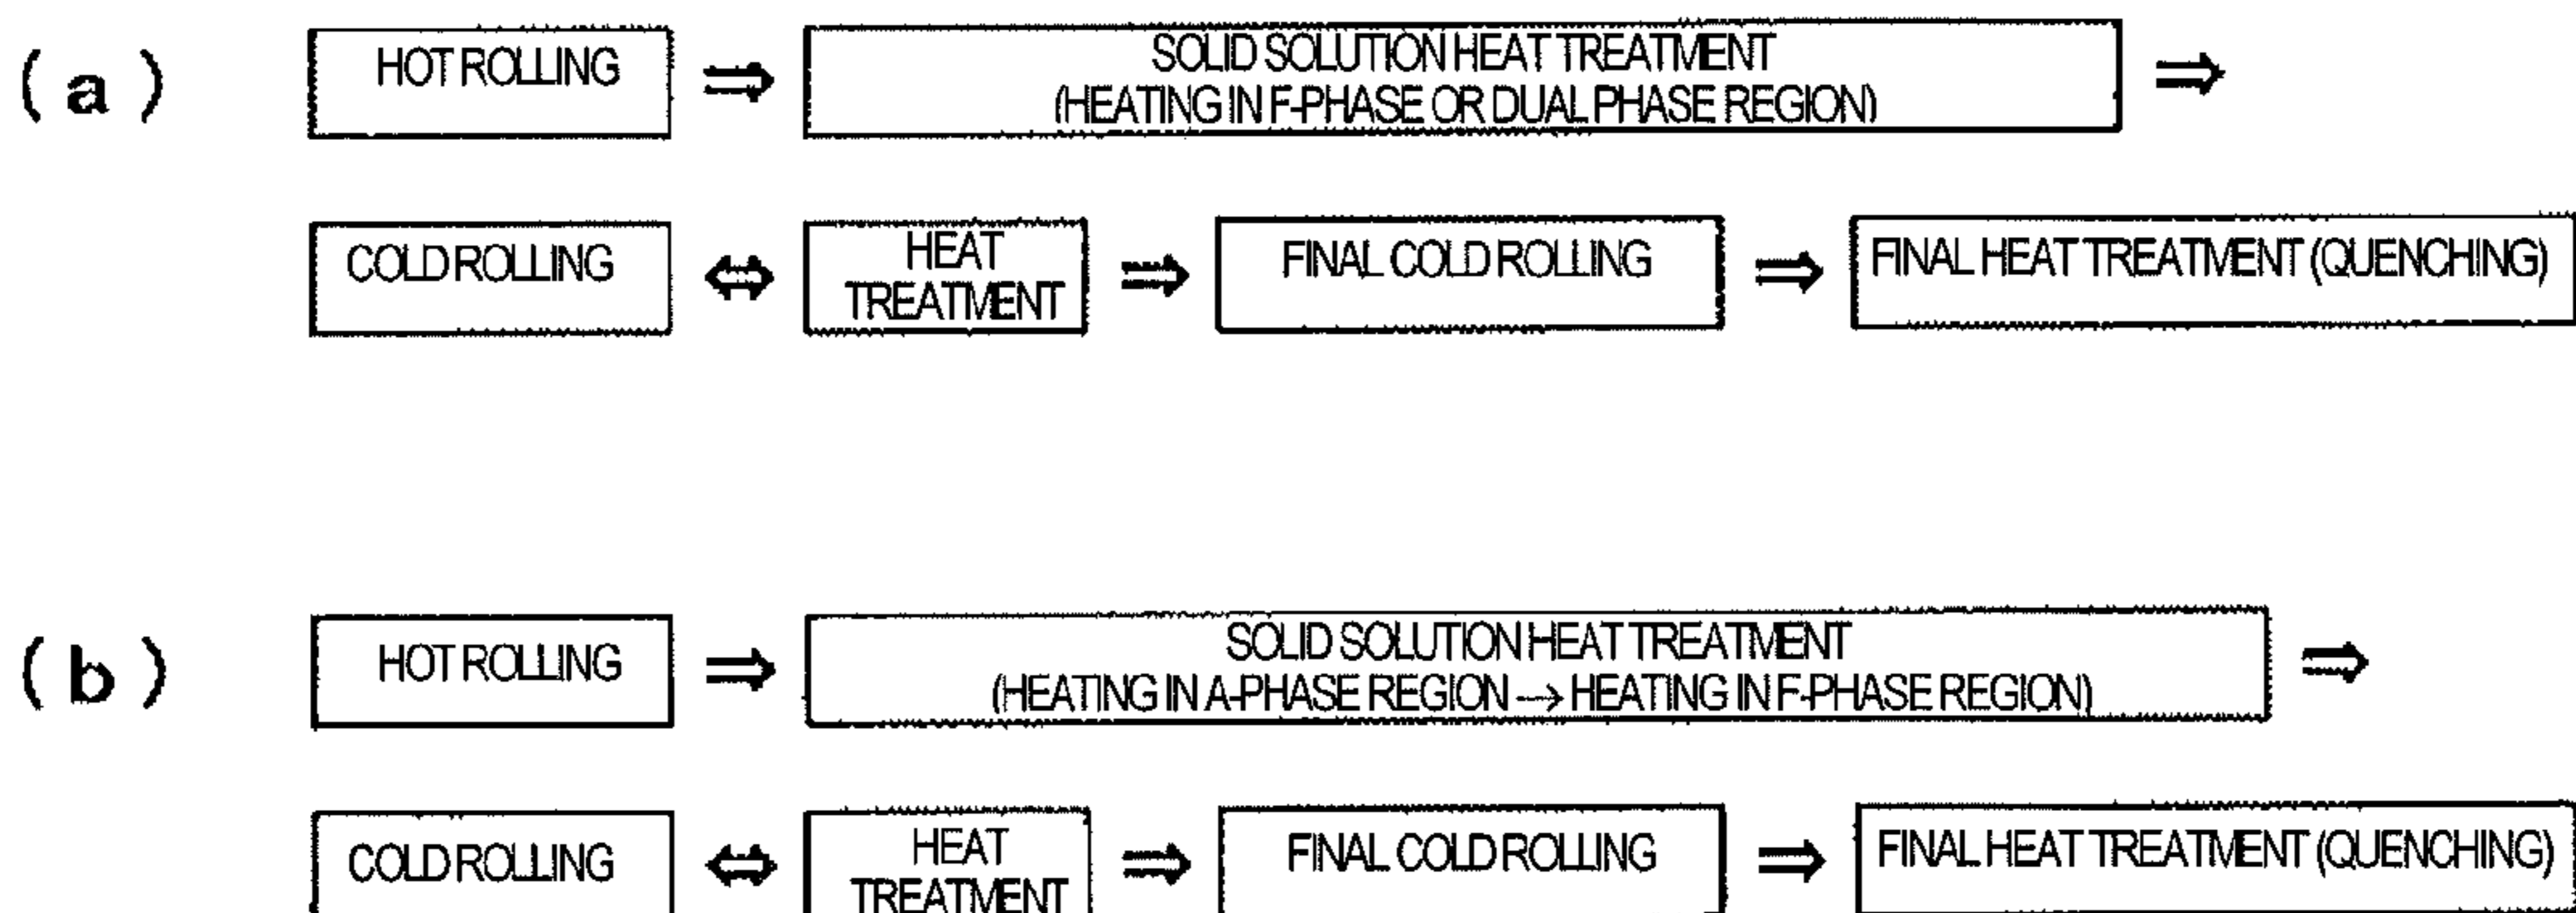 (a) HOT ROLLING ⇒ SOLID SOLUTION HEAT TREATMENT
(HEATING IN F-PHASE OR DUAL PHASE REGION) ⇒
COLD ROLLING ⇔ HEAT
TREATMENT ⇒ FINAL COLD ROLLING ⇒ FINAL HEAT TREATMENT (QUENCHING)
(b) HOT ROLLING ⇒ SOLID SOLUTION HEAT TREATMENT
(HEATING IN A-PHASE REGION → HEATING IN F-PHASE REGION) ⇒
COLD ROLLING ⇔ HEAT
TREATMENT ⇒ FINAL COLD ROLLING ⇒ FINAL HEAT TREATMENT (QUENCHING)